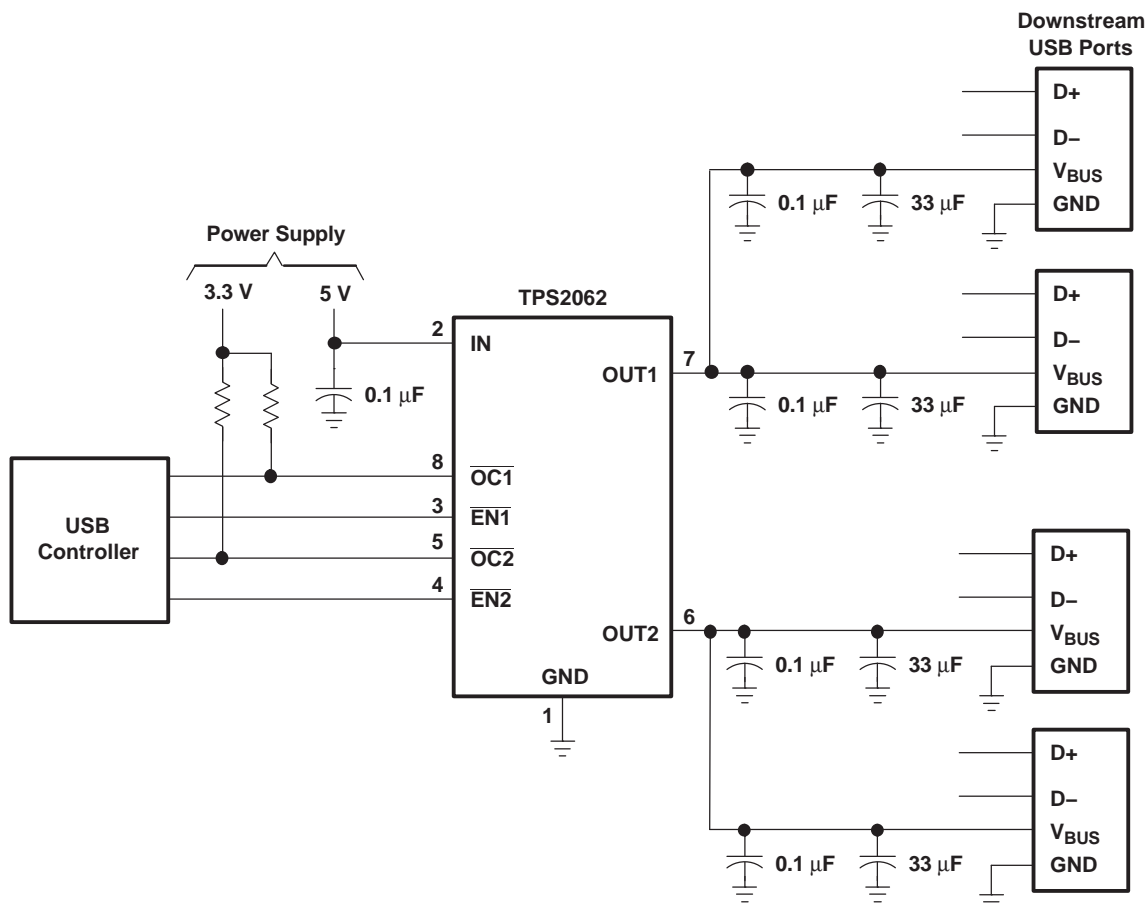 Downstream
USB Ports
D+
D–
VBUS
GND
0.1 μF
33 μF
Power Supply
3.3 V
5 V
0.1 μF
TPS2062
2
IN
7
OUT1
D+
D–
VBUS
GND
0.1 μF
33 μF
USB
Controller
8
OC1
3
EN1
5
OC2
4
EN2
6
OUT2
GND
1
D+
D–
VBUS
GND
0.1 μF
33 μF
D+
D–
VBUS
GND
0.1 μF
33 μF